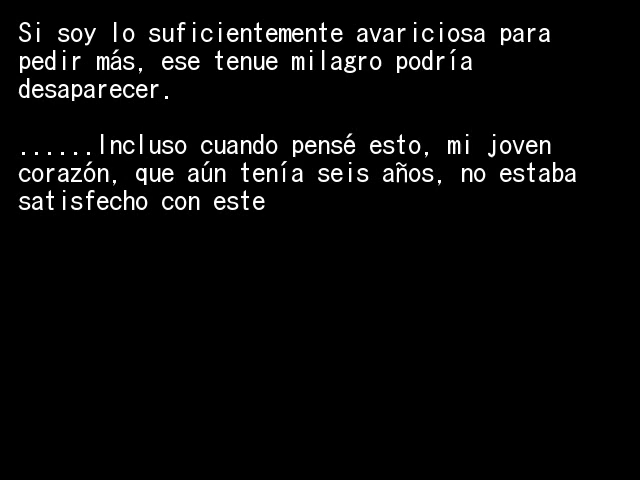 Si soy lo suficientemente avariciosa para
pedir más, ese tenue milagro podría
desaparecer.
......Incluso cuando pensé esto, mi joven
corazón, que aún tenía seis años, no estaba
satisfecho con este